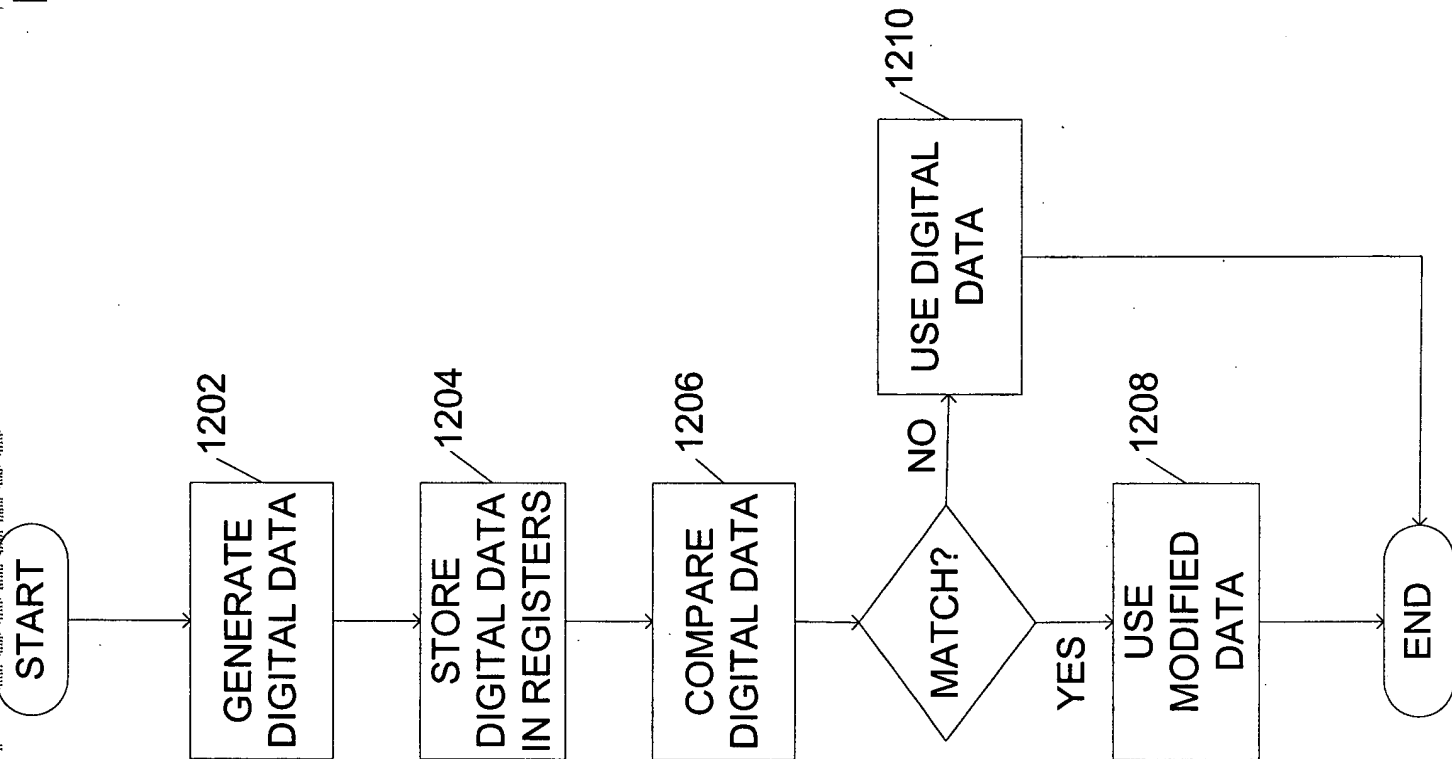 START
1202
GENERATE
DIGITAL DATA
1204
STORE
DIGITAL DATA
IN REGISTERS
1206
COMPARE
DIGITAL DATA
MATCH?
NO
1210
USE DIGITAL
DATA
YES
1208
USE
MODIFIED
DATA
END